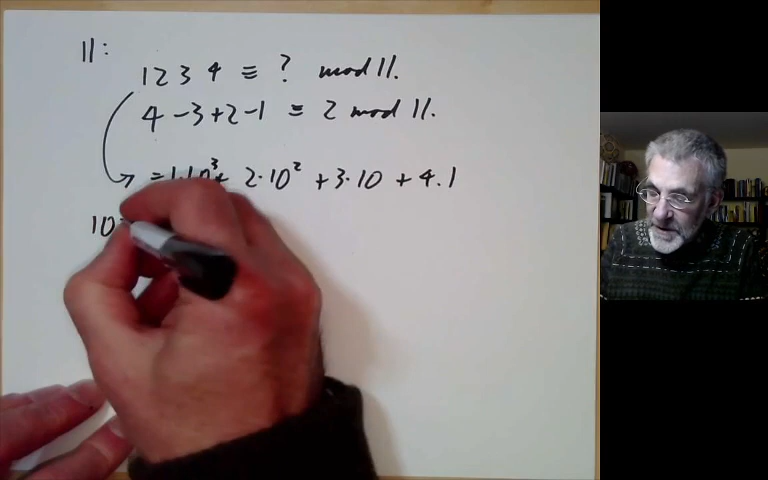 11:
1234 ≡ ? mod 11.
4-3+2-1 ≡ 2 mod 11.
= 1·10³+ 2·10² +3·10 +4·1
10